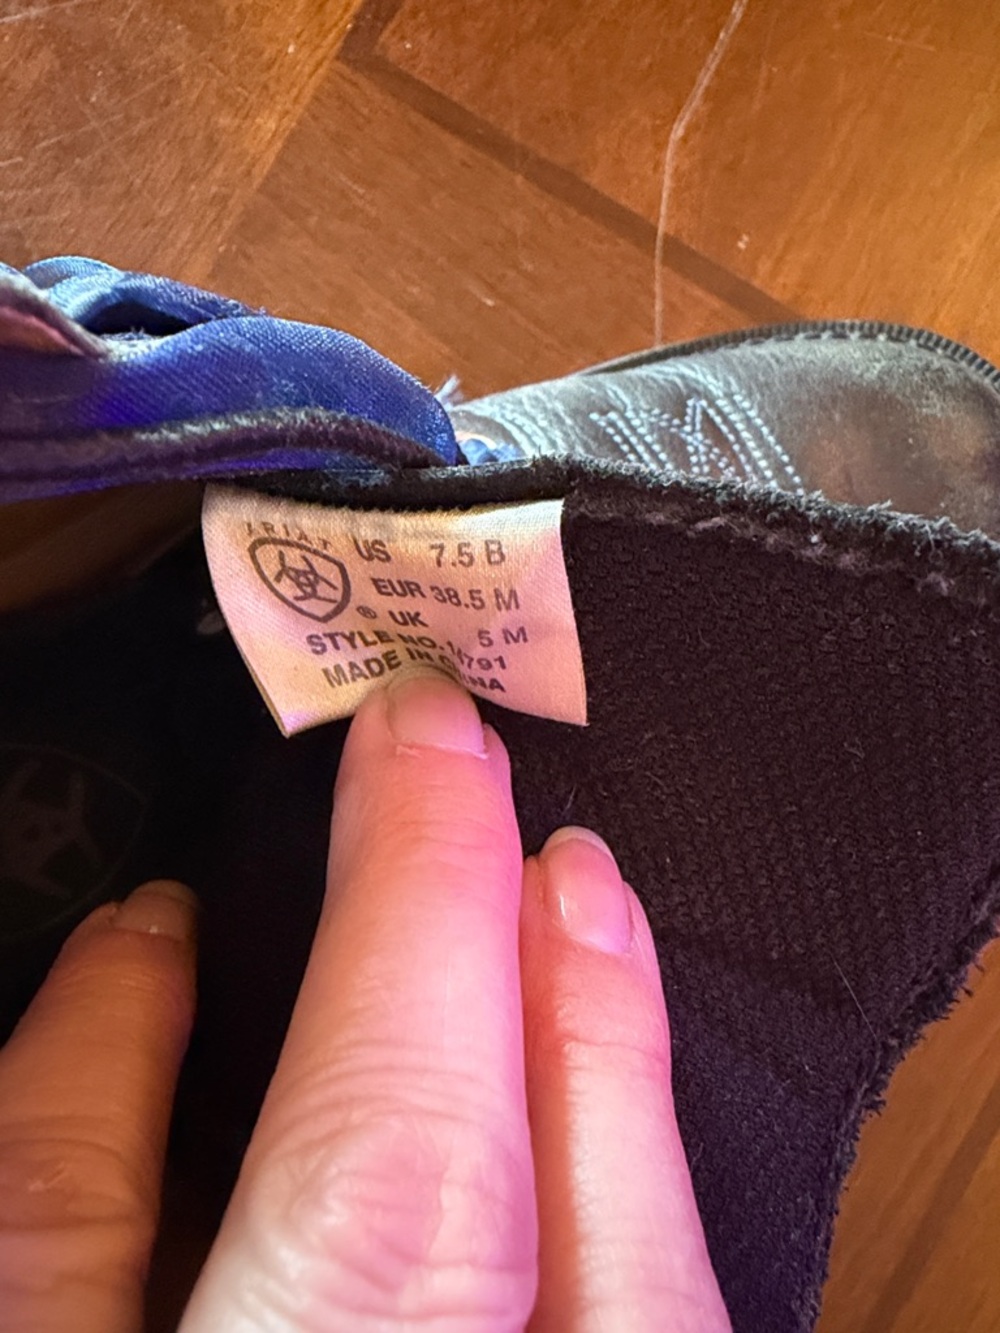 ARIAT
US 7.5 B
EUR 38.5 M
® UK 5 M
STYLE NO.
MADE IN